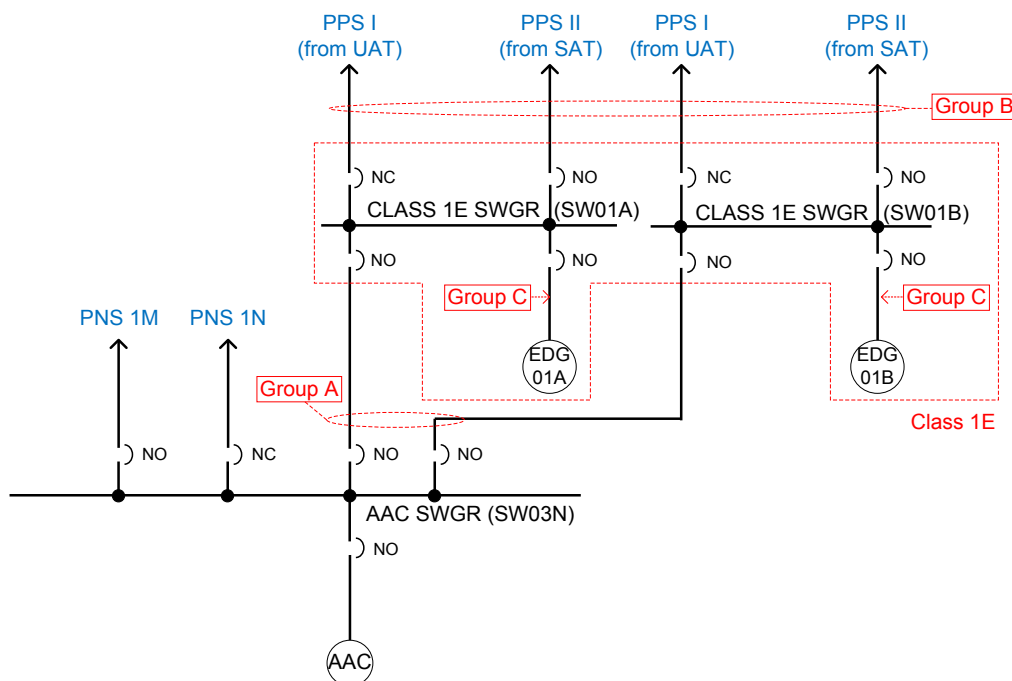 PPS I
(from UAT)
PPS II
(from SAT)
PPS I
(from UAT)
PPS II
(from SAT)
Group B
NC
NO
NC
NO
CLASS 1E SWGR (SW01A)
CLASS 1E SWGR (SW01B)
NO
NO
NO
NO
Group C
Group C
PNS 1M
PNS 1N
EDG
01A
EDG
01B
Group A
Class 1E
NO
NC
NO
NO
AAC SWGR (SW03N)
NO
AAC